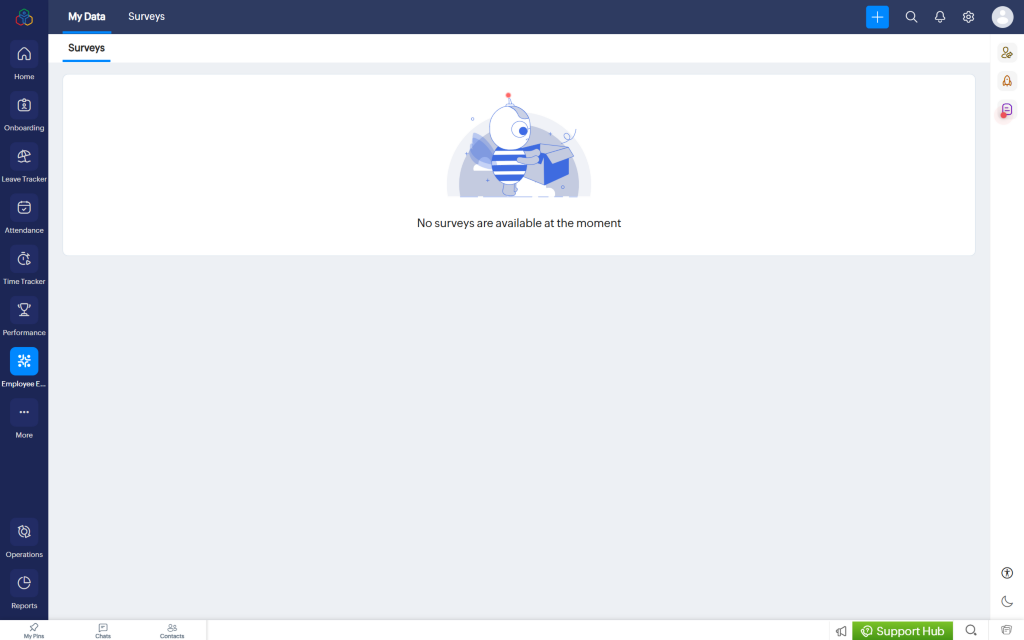 My Data
Surveys
Surveys
Home
Onboarding
Leave Tracker
Attendance
Time Tracker
Performance
Employee E...
More
Operations
Reports
No surveys are available at the moment
My Pins
Chats
Contacts
Support Hub